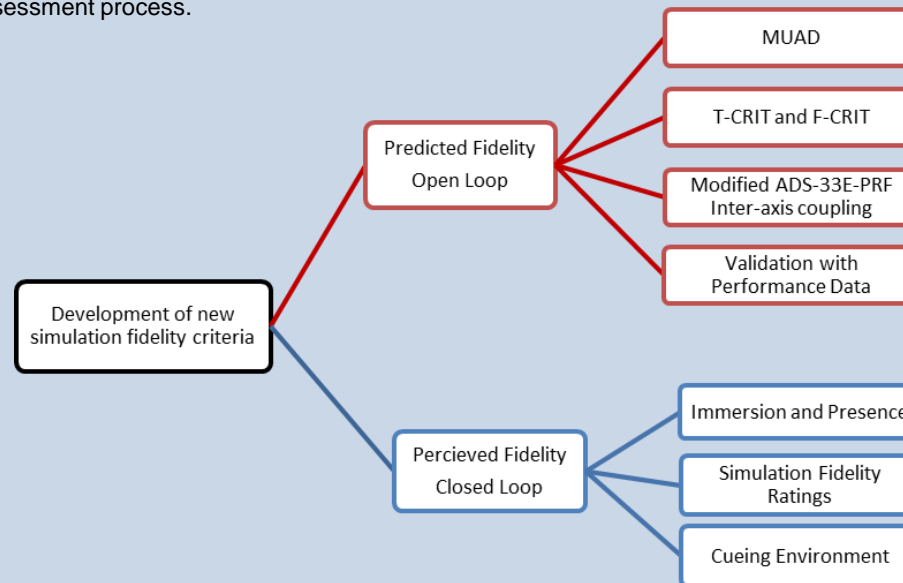 sessment process.
MUAD
T-CRIT and F-CRIT
Predicted Fidelity
Open Loop
Modified ADS-33E-PRF
Inter-axis coupling
Validation with
Performance Data
Development of new
simulation fidelity criteria
Immersion and Presence
Percieved Fidelity
Closed Loop
Simulation Fidelity
Ratings
Cueing Environment